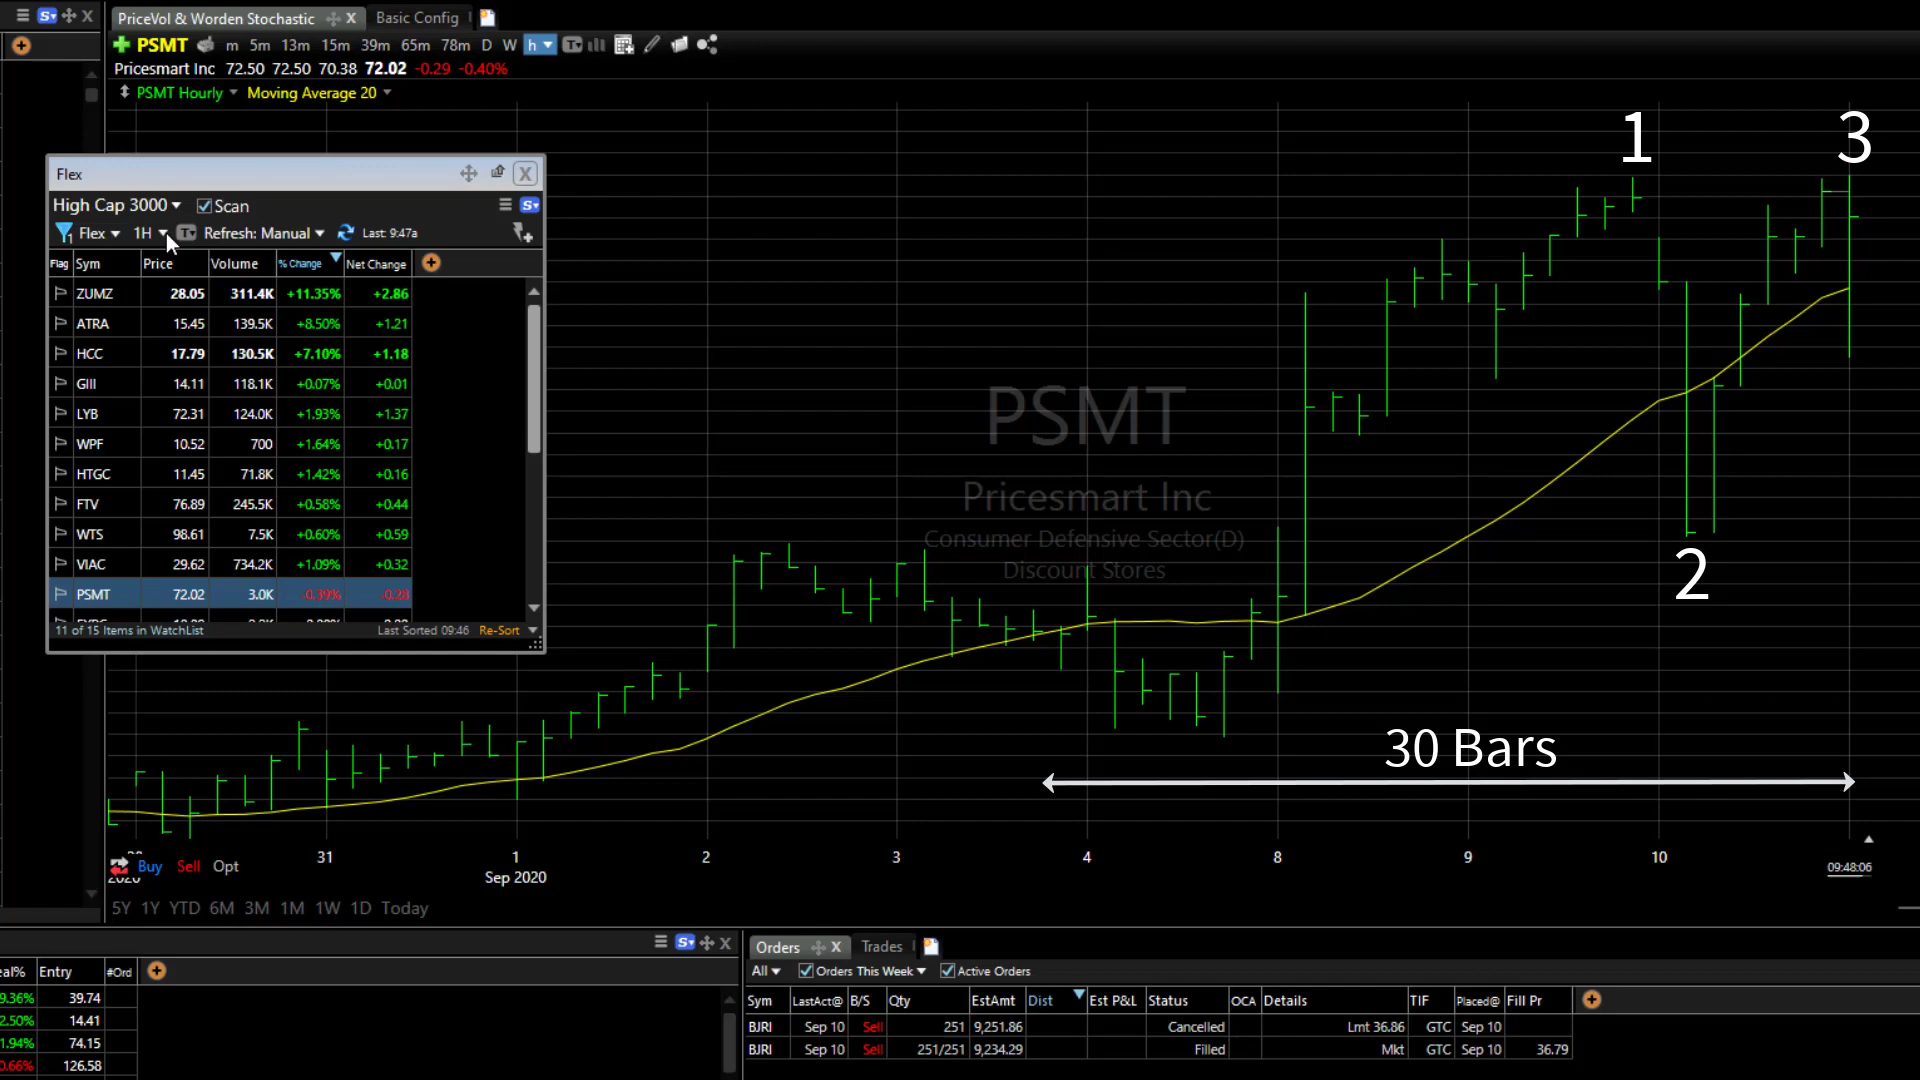 PriceVol & Worden Stochastic X Basic Config
PSMT m 5m 13m 15m 39m 65m 78m D W h
Pricesmart Inc 72.50 72.50 70.38 72.02 -0.29 -0.40%
PSMT Hourly Moving Average 20
1 3
Flex X
High Cap 3000 Scan
Flex 1H T Refresh: Manual Last: 9:47a
Flag Sym Price Volume % Change Net Change
ZUMZ 28.05 311.4K +11.35% +2.86
ATRA 15.45 139.5K +8.50% +1.21
HCC 17.79 130.5K +7.10% +1.18
GIII 14.11 118.1K +0.07% +0.01
LYB 72.31 124.0K +1.93% +1.37
WPF 10.52 700 +1.64% +0.17
HTGC 11.45 71.8K +1.42% +0.16
FTV 76.89 245.5K +0.58% +0.44
WTS 98.61 7.5K +0.60% +0.59
VIAC 29.62 734.2K +1.09% +0.32
PSMT 72.02 3.0K -0.39% -0.28
11 of 15 Items in WatchList Last Sorted 09:46 Re-Sort
PSMT
Pricesmart Inc
Consumer Defensive Sector(D)
Discount Stores
2
30 Bars
31 1 2 3 4 8 9 10
Sep 2020
09:48:06
Buy Sell Opt
5Y 1Y YTD 6M 3M 1M 1W 1D Today
eal% Entry #Ord
9.36% 39.74
2.50% 14.41
1.94% 74.15
0.66% 126.58
Orders X Trades
All Orders This Week Active Orders
Sym LastAct@ B/S Qty EstAmt Dist Est P&L Status OCA Details TIF Placed@ Fill Pr
BJRI Sep 10 Sell 251 9,251.86 Cancelled Lmt 36.86 GTC Sep 10
BJRI Sep 10 Sell 251/251 9,234.29 Filled Mkt GTC Sep 10 36.79